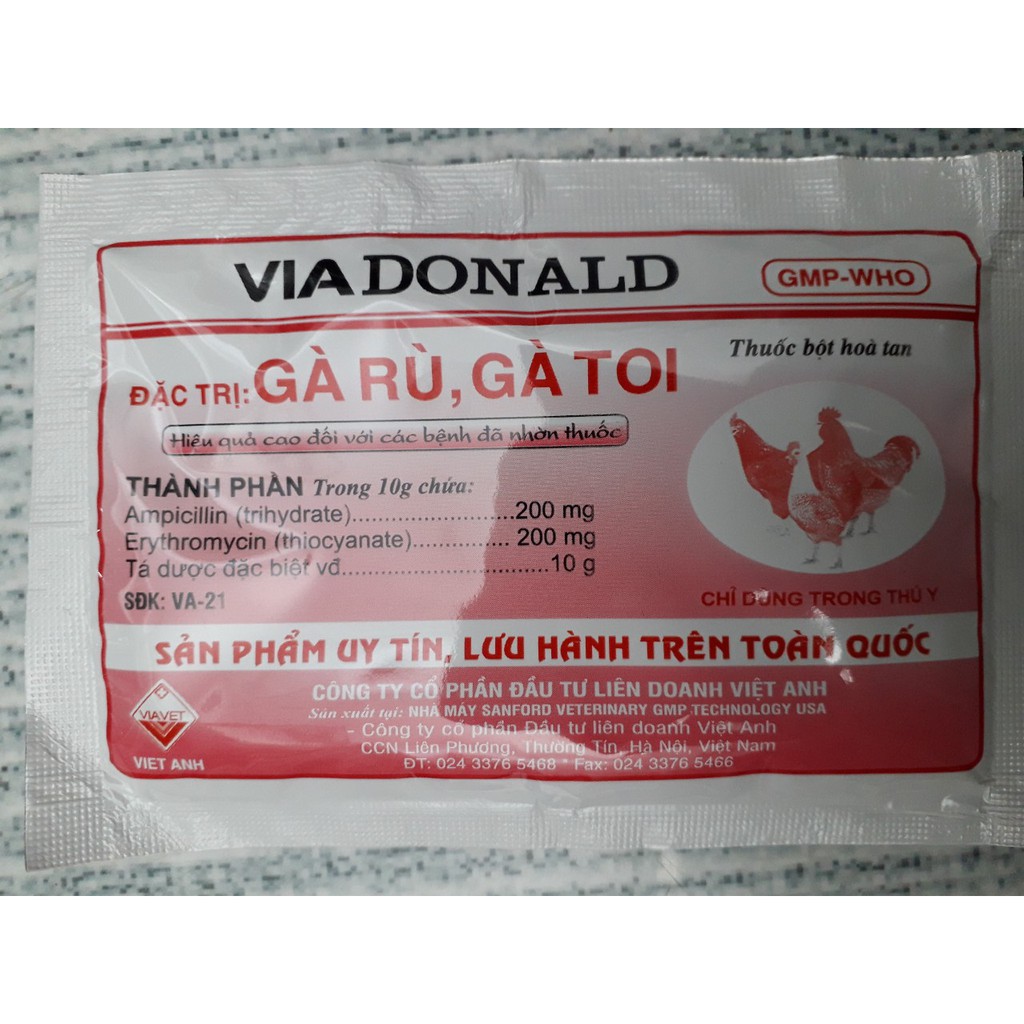 VIADONALD
GMP-WHO
Thuốc bột hoà tan
ĐẶC TRỊ: GÀ RÙ, GÀ TOI
Hiệu quả cao đối với các bệnh đã nhờn thuốc
THÀNH PHẦN Trong 10g chứa:
Ampicillin (trihydrate).........................200 mg
Erythromycin (thiocyanate)............... 200 mg
Tá dược đặc biệt vđ................................10 g
SĐK: VA-21
CHỈ DÙNG TRONG THÚ Y
SẢN PHẨM UY TÍN, LƯU HÀNH TRÊN TOÀN QUỐC
CÔNG TY CỔ PHẦN ĐẦU TƯ LIÊN DOANH VIỆT ANH
Sản xuất tại: NHÀ MÁY SANFORD VETERINARY GMP TECHNOLOGY USA
- Công ty cổ phần Đầu tư liên doanh Việt Anh
CCN Liên Phương, Thường Tín, Hà Nội, Việt Nam
ĐT: 024 3376 5468 * Fax: 024 3376 5466
VIAVET
VIỆT ANH